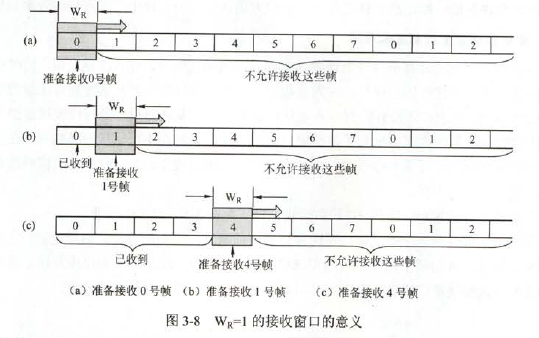 W_R
(a) 0 1 2 3 4 5 6 7 0 1 2
准备接收0号帧 不允许接收这些帧
W_R
(b) 0 1 2 3 4 5 6 7 0 1 2
已收到 准备接收 不允许接收这些帧
1号帧
W_R
(c) 0 1 2 3 4 5 6 7 0 1 2
已收到 准备接收4号帧 不允许接收这些帧
(a) 准备接收 0 号帧 (b) 准备接收 1 号帧 (c) 准备接收 4 号帧
图 3-8 W_R=1 的接收窗口的意义